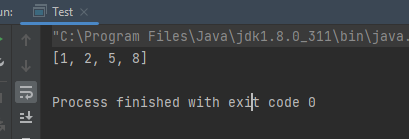 un: Test ×
"C:\Program Files\Java\jdk1.8.0_311\bin\java.
[1, 2, 5, 8]
Process finished with exit code 0